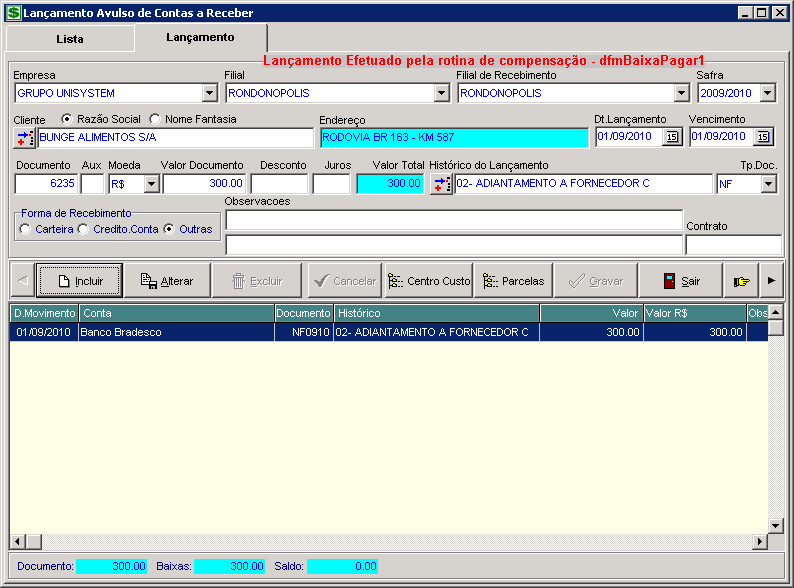 Lançamento Avulso de Contas a Receber
Lista Lançamento
Lançamento Efetuado pela rotina de compensação - dfmBaixaPagar1
Empresa Filial Filial de Recebimento Safra
GRUPO UNISYSTEM RONDONOPOLIS RONDONOPOLIS 2009/2010
Cliente Razão Social Nome Fantasia Endereço Dt.Lançamento Vencimento
BUNGE ALIMENTOS S/A RODOVIA BR 163 - KM 587 01/09/2010 15 01/09/2010 15
Documento Aux Moeda Valor Documento Desconto Juros Valor Total Histórico do Lançamento Tp.Doc.
6235 R$ 300.00 300.00 02- ADIANTAMENTO A FORNECEDOR C NF
Observacoes
Forma de Recebimento
Carteira Credito.Conta Outras
Contrato
Incluir Alterar Excluir Cancelar Centro Custo Parcelas Gravar Sair
D.Movimento Conta Documento Histórico Valor Valor R$ Obs
01/09/2010 Banco Bradesco NF0910 02- ADIANTAMENTO A FORNECEDOR C 300.00 300.00
Documento: 300.00 Baixas: 300.00 Saldo: 0.00